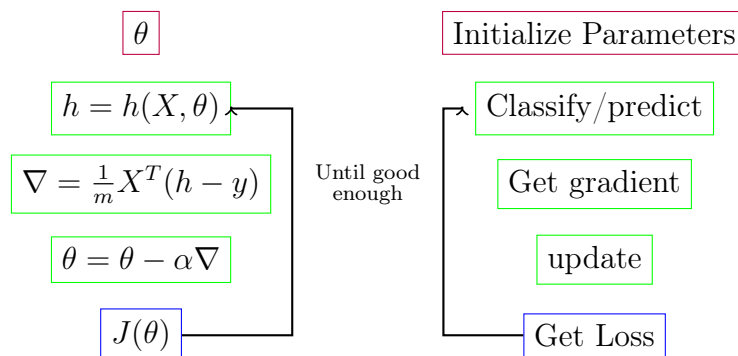 θ
Initialize Parameters
h = h(X, θ)
Classify/predict
∇ = 1/m X^T(h − y)
Until good
enough
Get gradient
θ = θ − α∇
update
J(θ)
Get Loss